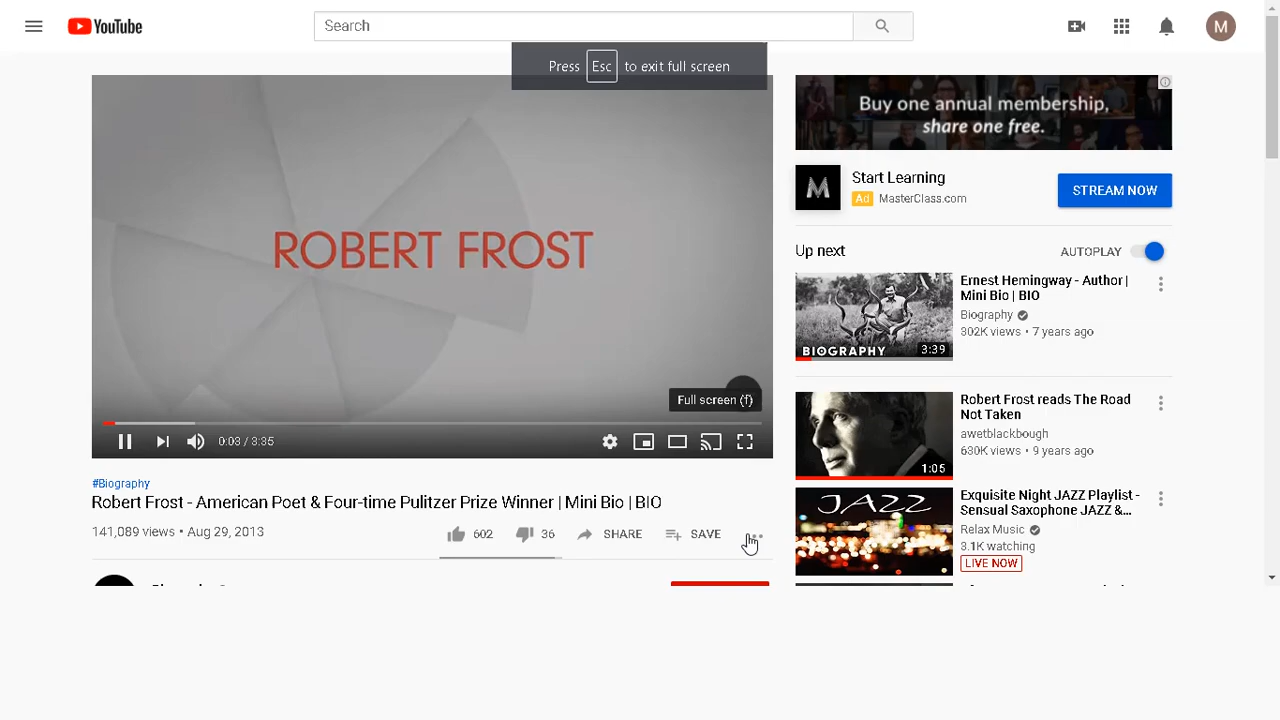 YouTube
Search
M
Press Esc to exit full screen
ROBERT FROST
Full screen (f)
0:03 / 3:35
#Biography
Robert Frost - American Poet & Four-time Pulitzer Prize Winner | Mini Bio | BIO
141,089 views • Aug 29, 2013
602
36
SHARE
SAVE
Buy one annual membership,
share one free.
M
Start Learning
Ad MasterClass.com
STREAM NOW
Up next
AUTOPLAY
BIOGRAPHY
3:39
Ernest Hemingway - Author |
Mini Bio | BIO
Biography
302K views • 7 years ago
1:05
Robert Frost reads The Road
Not Taken
awetblackbough
630K views • 9 years ago
JAZZ
Exquisite Night JAZZ Playlist -
Sensual Saxophone JAZZ &...
Relax Music
3.1K watching
LIVE NOW